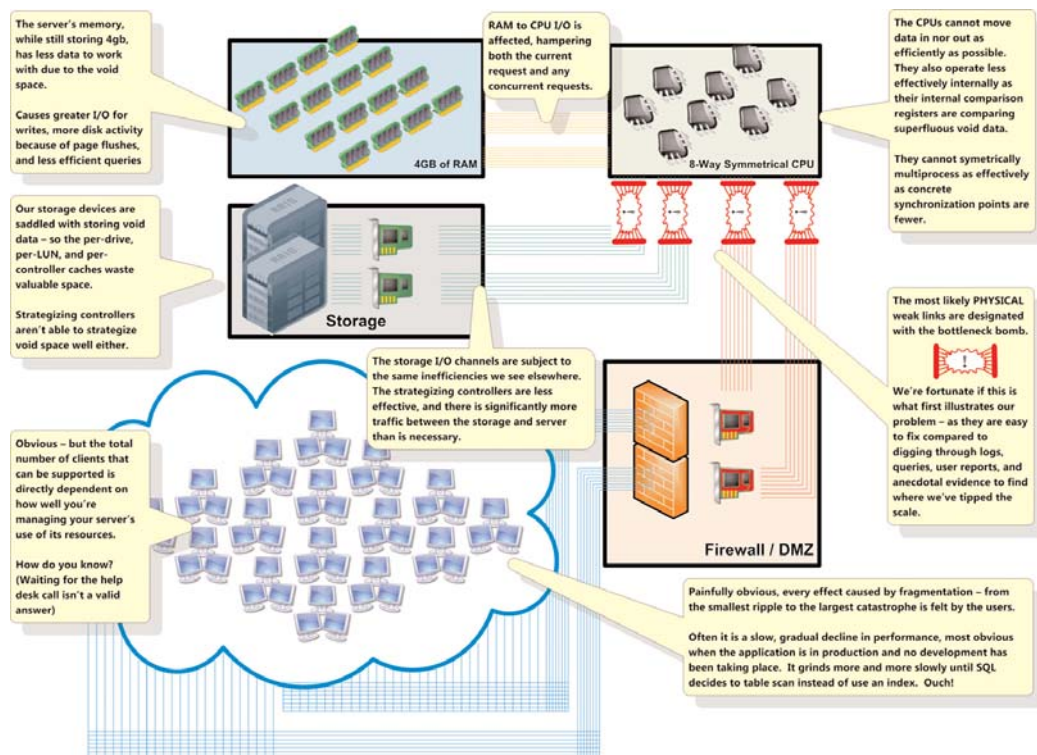 The server's memory,
while still storing 4gb,
has less data to work
with due to the void
space.
Causes greater I/O for
writes, more disk activity
because of page flushes,
and less efficient queries
4GB of RAM
RAM to CPU I/O is
affected, hampering
both the current
request and any
concurrent requests.
8-Way Symmetrical CPU
The CPUs cannot move
data in nor out as
efficiently as possible.
They also operate less
effectively internally as
their internal comparison
registers are comparing
superfluous void data.
They cannot symetrically
multiprocess as effectively
as concrete
synchronization points are
fewer.
Our storage devices are
saddled with storing void
data – so the per-drive,
per-LUN, and per-
controller caches waste
valuable space.
Strategizing controllers
aren't able to strategize
void space well either.
Storage
The storage I/O channels are subject to
the same inefficiencies we see elsewhere.
The strategizing controllers are less
effective, and there is significantly more
traffic between the storage and server
than is necessary.
The most likely PHYSICAL
weak links are designated
with the bottleneck bomb.
!
We're fortunate if this is
what first illustrates our
problem – as they are easy
to fix compared to
digging through logs,
queries, user reports, and
anecdotal evidence to find
where we've tipped the
scale.
Obvious – but the total
number of clients that
can be supported is
directly dependent on
how well you're
managing your server's
use of its resources.
How do you know?
(Waiting for the help
desk call isn't a valid
answer)
Firewall / DMZ
Painfully obvious, every effect caused by fragmentation – from
the smallest ripple to the largest catastrophe is felt by the users.
Often it is a slow, gradual decline in performance, most obvious
when the application is in production and no development has
been taking place. It grinds more and more slowly until SQL
decides to table scan instead of use an index. Ouch!